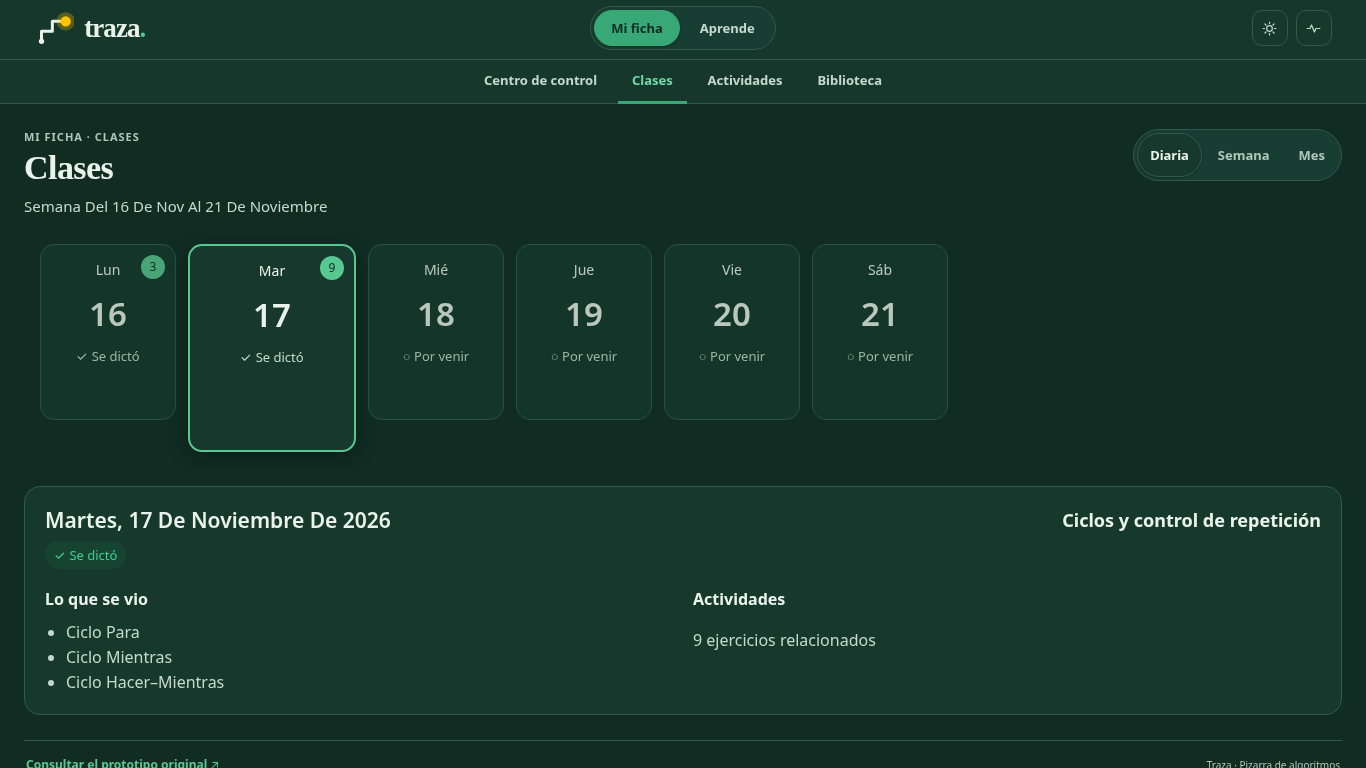 traza.
Mi ficha
Aprende
Centro de control
Clases
Actividades
Biblioteca
MI FICHA · CLASES
Clases
Semana Del 16 De Nov Al 21 De Noviembre
Diaria
Semana
Mes
Lun
3
16
✓ Se dictó
Mar
9
17
✓ Se dictó
Mié
18
○ Por venir
Jue
19
○ Por venir
Vie
20
○ Por venir
Sáb
21
○ Por venir
Martes, 17 De Noviembre De 2026
Ciclos y control de repetición
✓ Se dictó
Lo que se vio
• Ciclo Para
• Ciclo Mientras
• Ciclo Hacer–Mientras
Actividades
9 ejercicios relacionados
Consultar el prototipo original ↗
Traza · Pizarra de algoritmos